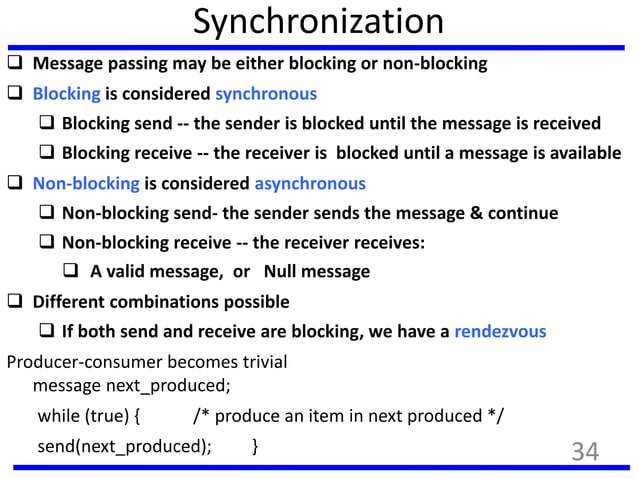 Synchronization
❑ Message passing may be either blocking or non-blocking
❑ Blocking is considered synchronous
❑ Blocking send -- the sender is blocked until the message is received
❑ Blocking receive -- the receiver is  blocked until a message is available
❑ Non-blocking is considered asynchronous
❑ Non-blocking send- the sender sends the message & continue
❑ Non-blocking receive -- the receiver receives:
❑ A valid message,  or   Null message
❑ Different combinations possible
❑ If both send and receive are blocking, we have a rendezvous
Producer-consumer becomes trivial
message next_produced;
while (true) {          /* produce an item in next produced */
send(next_produced);        }
34